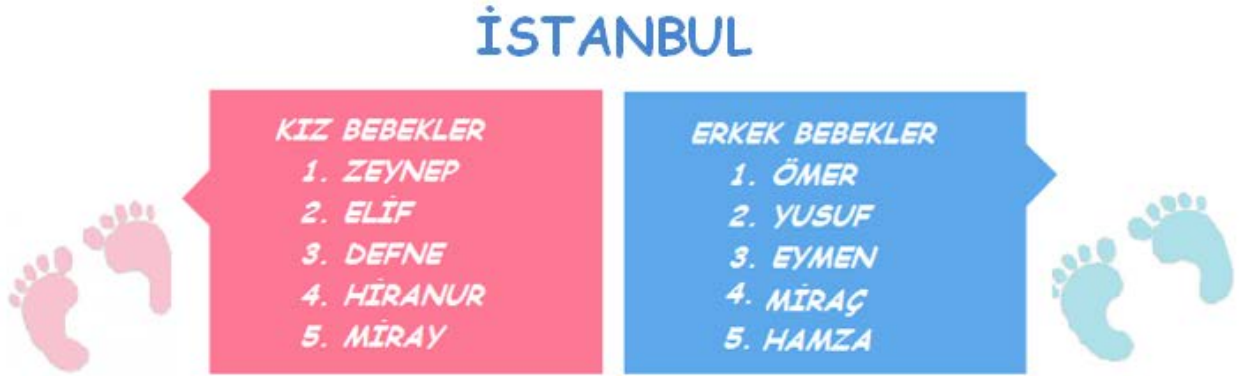 İSTANBUL
KIZ BEBEKLER
1. ZEYNEP
2. ELİF
3. DEFNE
4. HİRANUR
5. MİRAY
ERKEK BEBEKLER
1. ÖMER
2. YUSUF
3. EYMEN
4. MİRAÇ
5. HAMZA